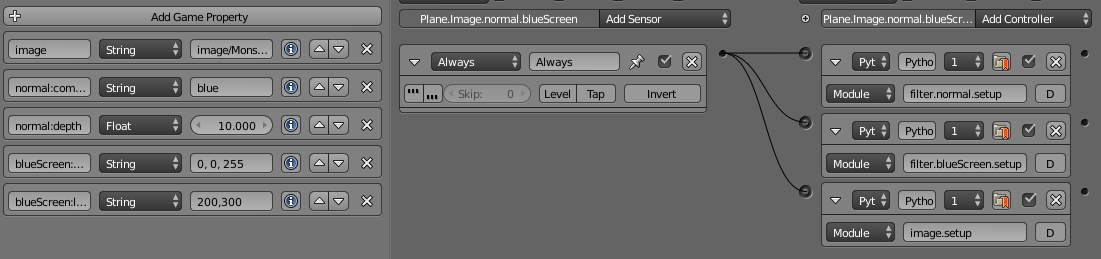 Add Game Property
image String image/Mons...
normal:com... String blue
normal:depth Float 10.000
blueScreen:... String 0, 0, 255
blueScreen:l... String 200,300
Plane.Image.normal.blueScreen Add Sensor
Always Always
Skip: 0 Level Tap Invert
Plane.Image.normal.blueScr... Add Controller
Pyt Pytho 1
Module filter.normal.setup D
Pyt Pytho 1
Module filter.blueScreen.setup D
Pyt Pytho 1
Module image.setup D